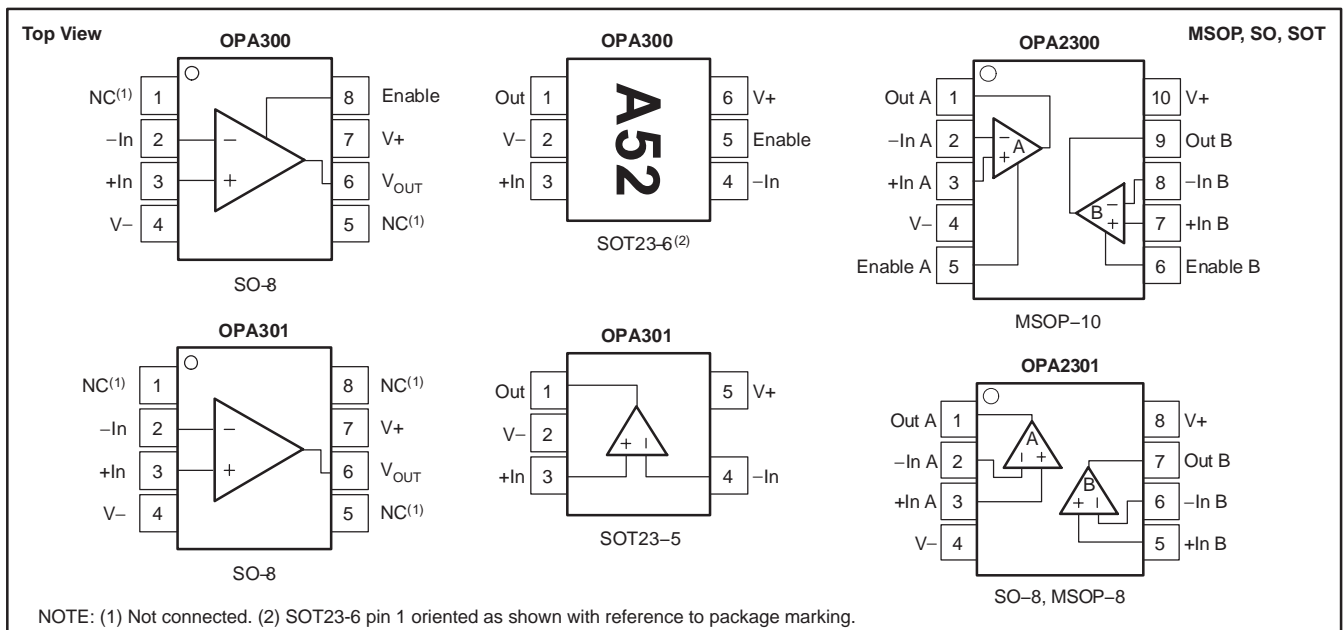 Top View
MSOP, SO, SOT
OPA300
NC(1) 1
8 Enable
−In 2
7 V+
+In 3
6 VOUT
V− 4
5 NC(1)
− +
SO−8
OPA300
Out 1
6 V+
V− 2
5 Enable
+In 3
4 −In
A52
SOT23−6(2)
OPA2300
Out A 1
10 V+
−In A 2
9 Out B
+In A 3
8 −In B
V− 4
7 +In B
Enable A 5
6 Enable B
− + A
B − +
MSOP−10
OPA301
NC(1) 1
8 NC(1)
−In 2
7 V+
+In 3
6 VOUT
V− 4
5 NC(1)
− +
SO−8
OPA301
Out 1
5 V+
V− 2
+In 3
4 −In
+ −
SOT23−5
OPA2301
Out A 1
8 V+
−In A 2
7 Out B
+In A 3
6 −In B
V− 4
5 +In B
A − +
B + −
SO−8, MSOP−8
NOTE: (1) Not connected. (2) SOT23-6 pin 1 oriented as shown with reference to package marking.